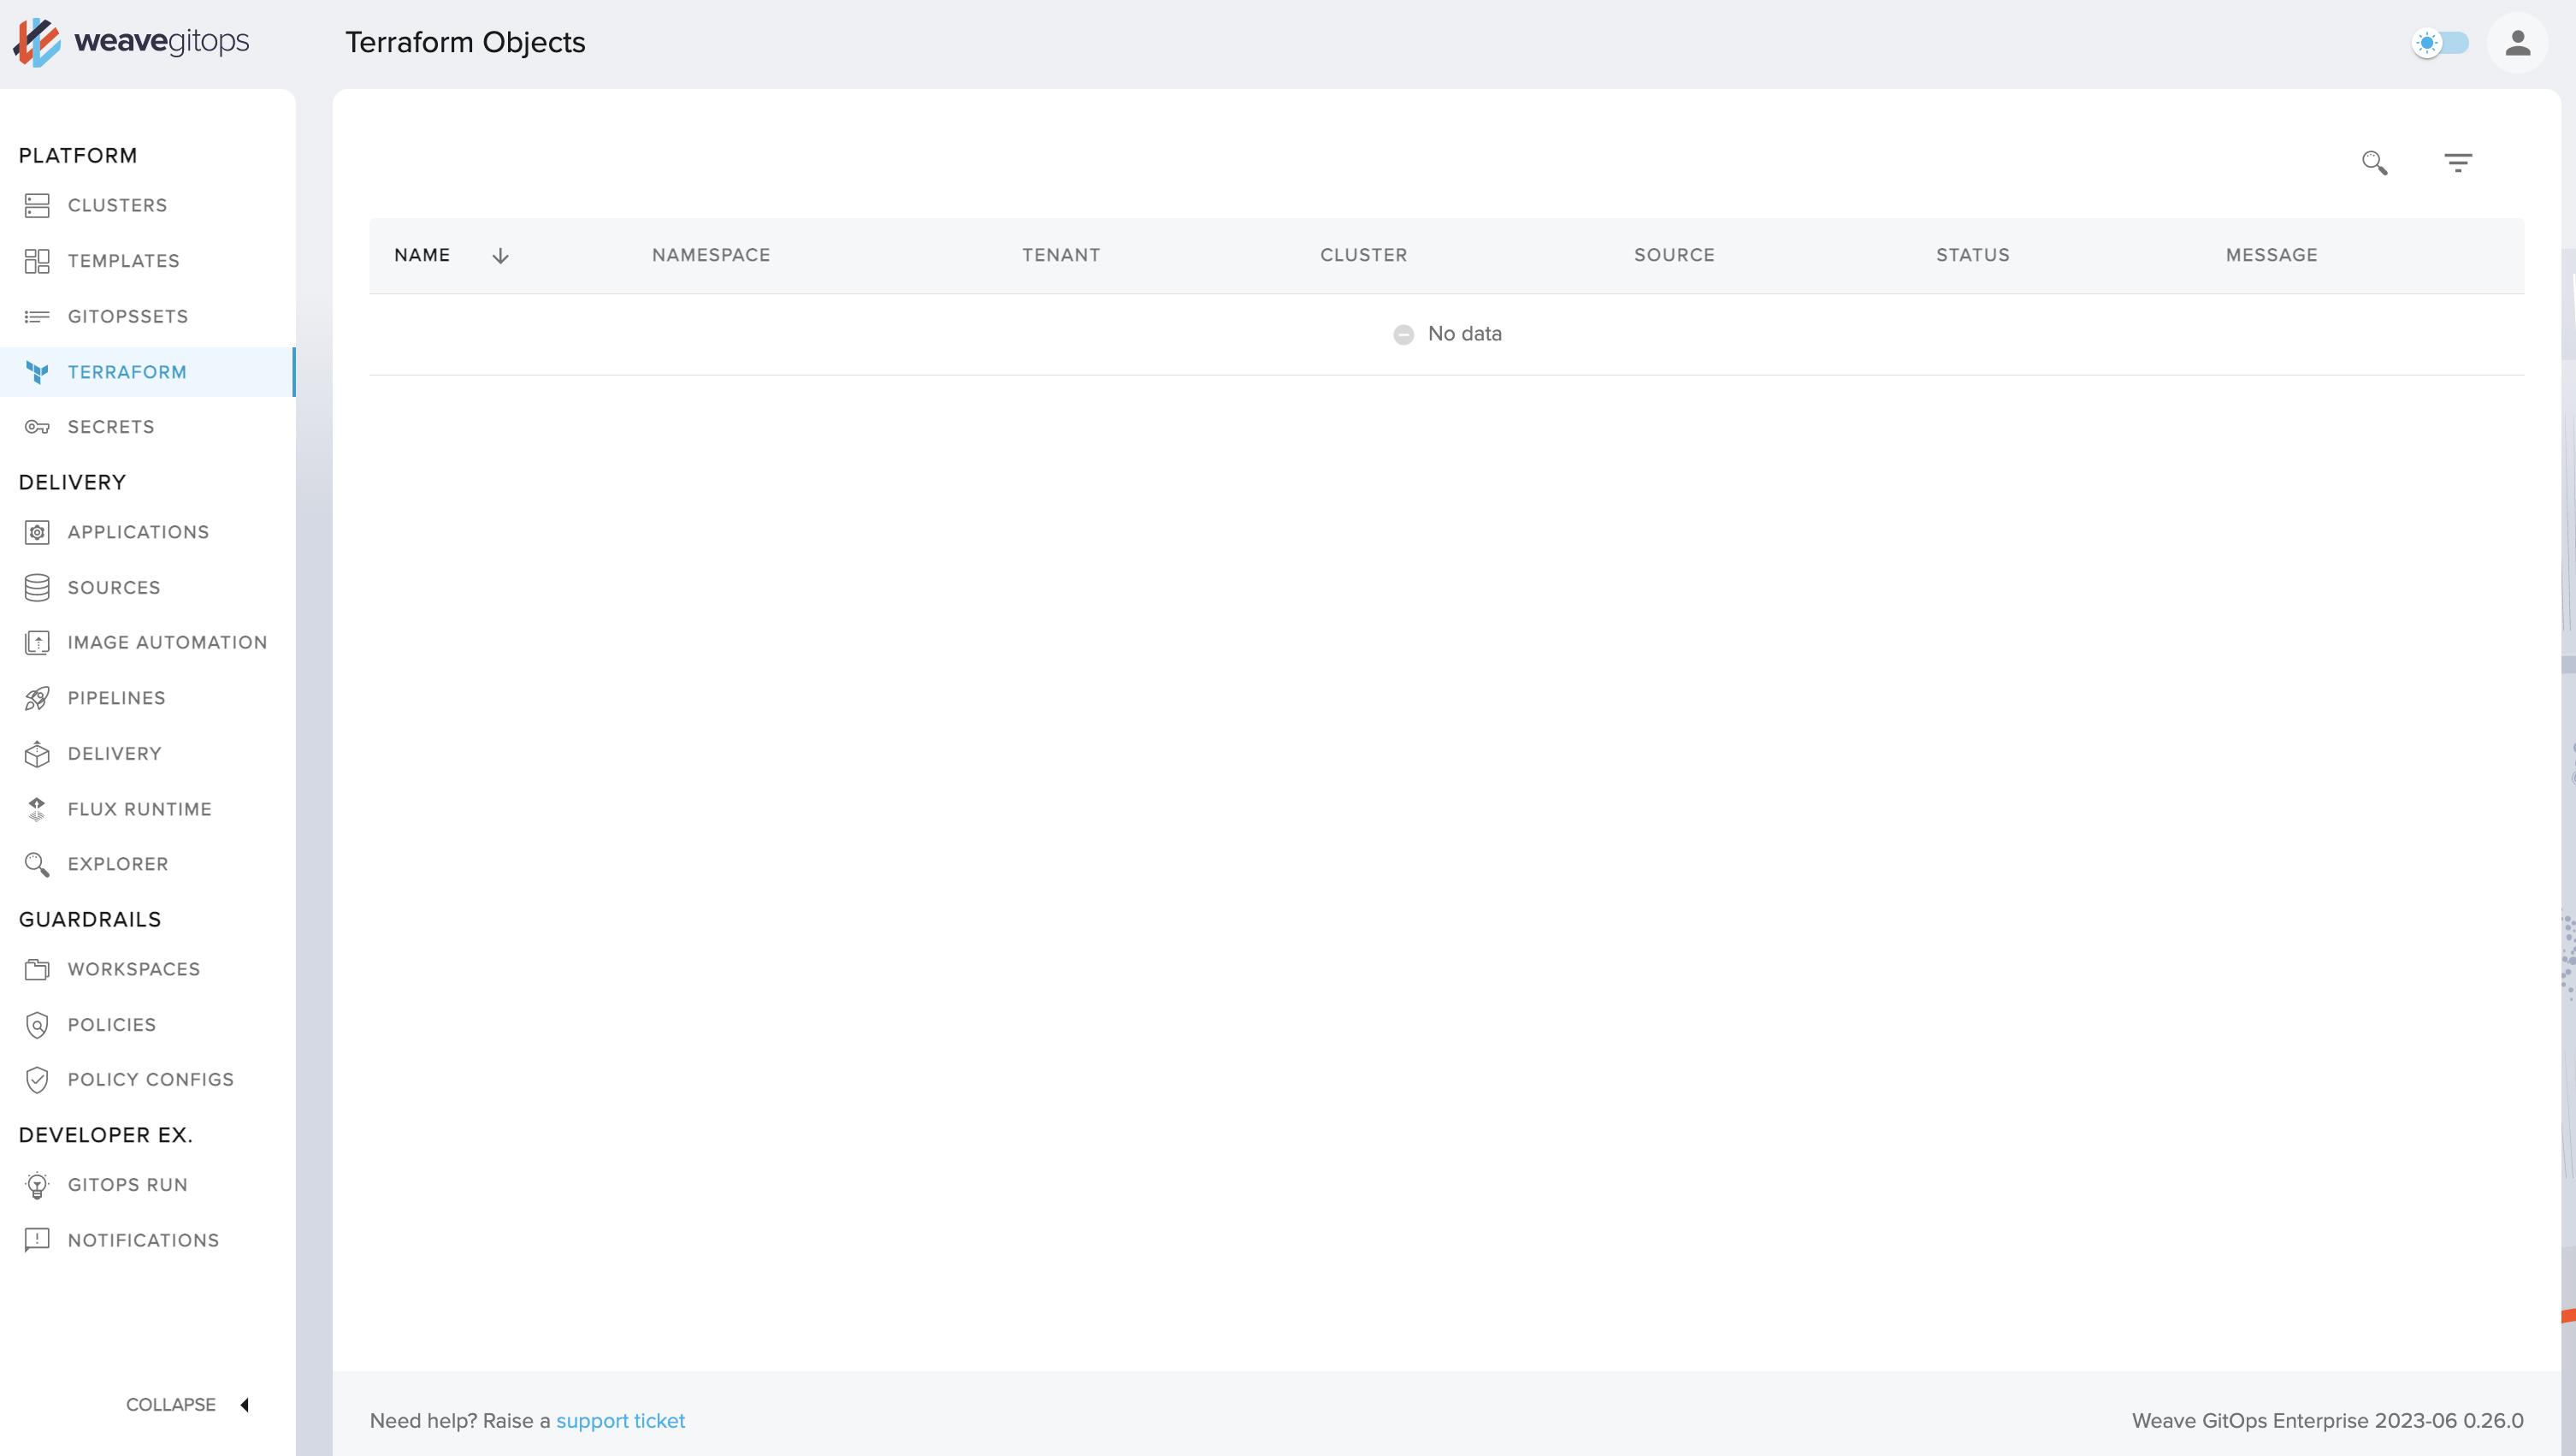 weavegitops
Terraform Objects
PLATFORM
CLUSTERS
TEMPLATES
GITOPSSETS
TERRAFORM
SECRETS
DELIVERY
APPLICATIONS
SOURCES
IMAGE AUTOMATION
PIPELINES
DELIVERY
FLUX RUNTIME
EXPLORER
GUARDRAILS
WORKSPACES
POLICIES
POLICY CONFIGS
DEVELOPER EX.
GITOPS RUN
NOTIFICATIONS
COLLAPSE
NAME NAMESPACE TENANT CLUSTER SOURCE STATUS MESSAGE
No data
Need help? Raise a support ticket
Weave GitOps Enterprise 2023-06 0.26.0